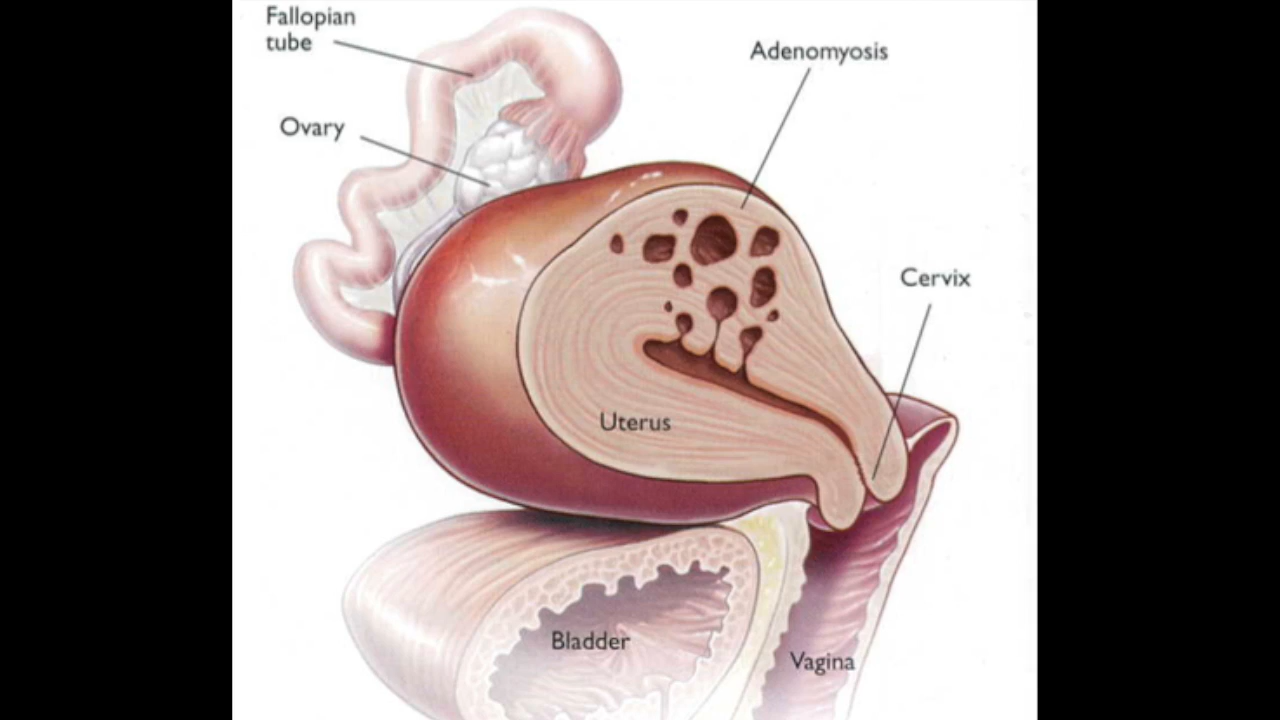 Fallopian
tube
Adenomyosis
Ovary
Cervix
Uterus
Bladder
Vagina